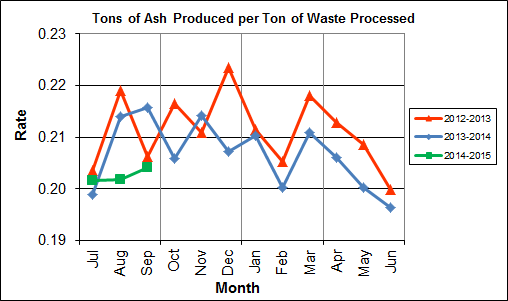 Tons of Ash Produced per Ton of Waste Processed
0.23
0.22
0.21
0.20
0.19
Rate
Jul Aug Sep Oct Nov Dec Jan Feb Mar Apr May Jun
Month
2012-2013
2013-2014
2014-2015